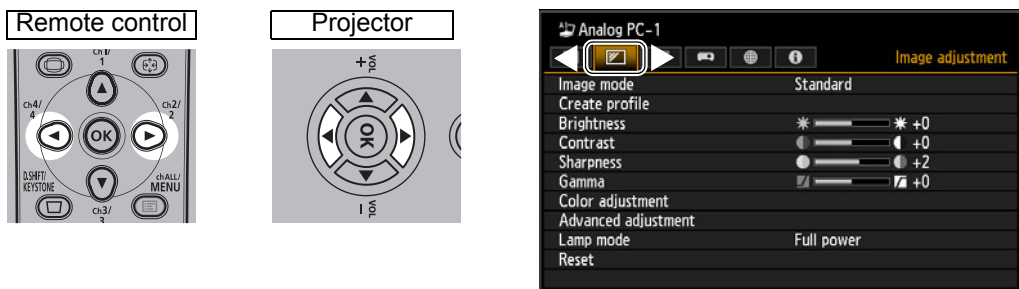 Remote control
Projector
Ch1/
1
Ch4/
4
Ch2/
2
OK
D.SHIFT/
KEYSTONE
ch ALL/
MENU
Ch3/
3
+ VOL
OK
− VOL
Analog PC-1
Image adjustment
Image mode Standard
Create profile
Brightness +0
Contrast +0
Sharpness +2
Gamma +0
Color adjustment
Advanced adjustment
Lamp mode Full power
Reset